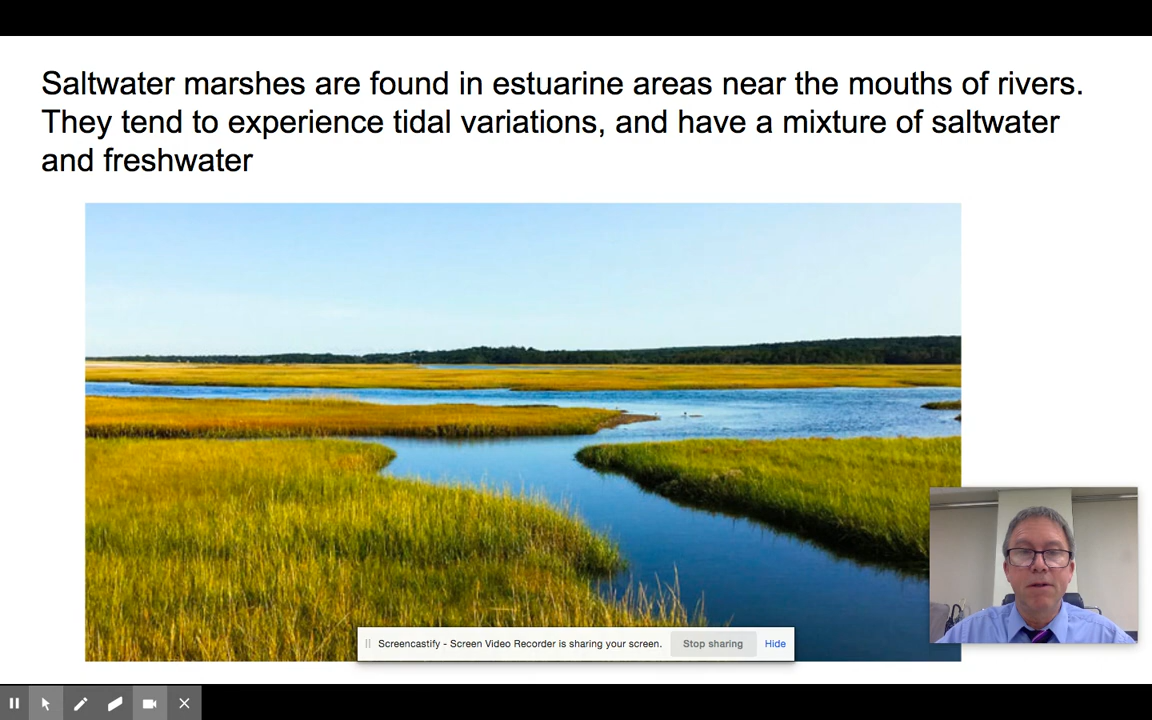 Saltwater marshes are found in estuarine areas near the mouths of rivers.
They tend to experience tidal variations, and have a mixture of saltwater
and freshwater
Screencastify - Screen Video Recorder is sharing your screen. Stop sharing Hide